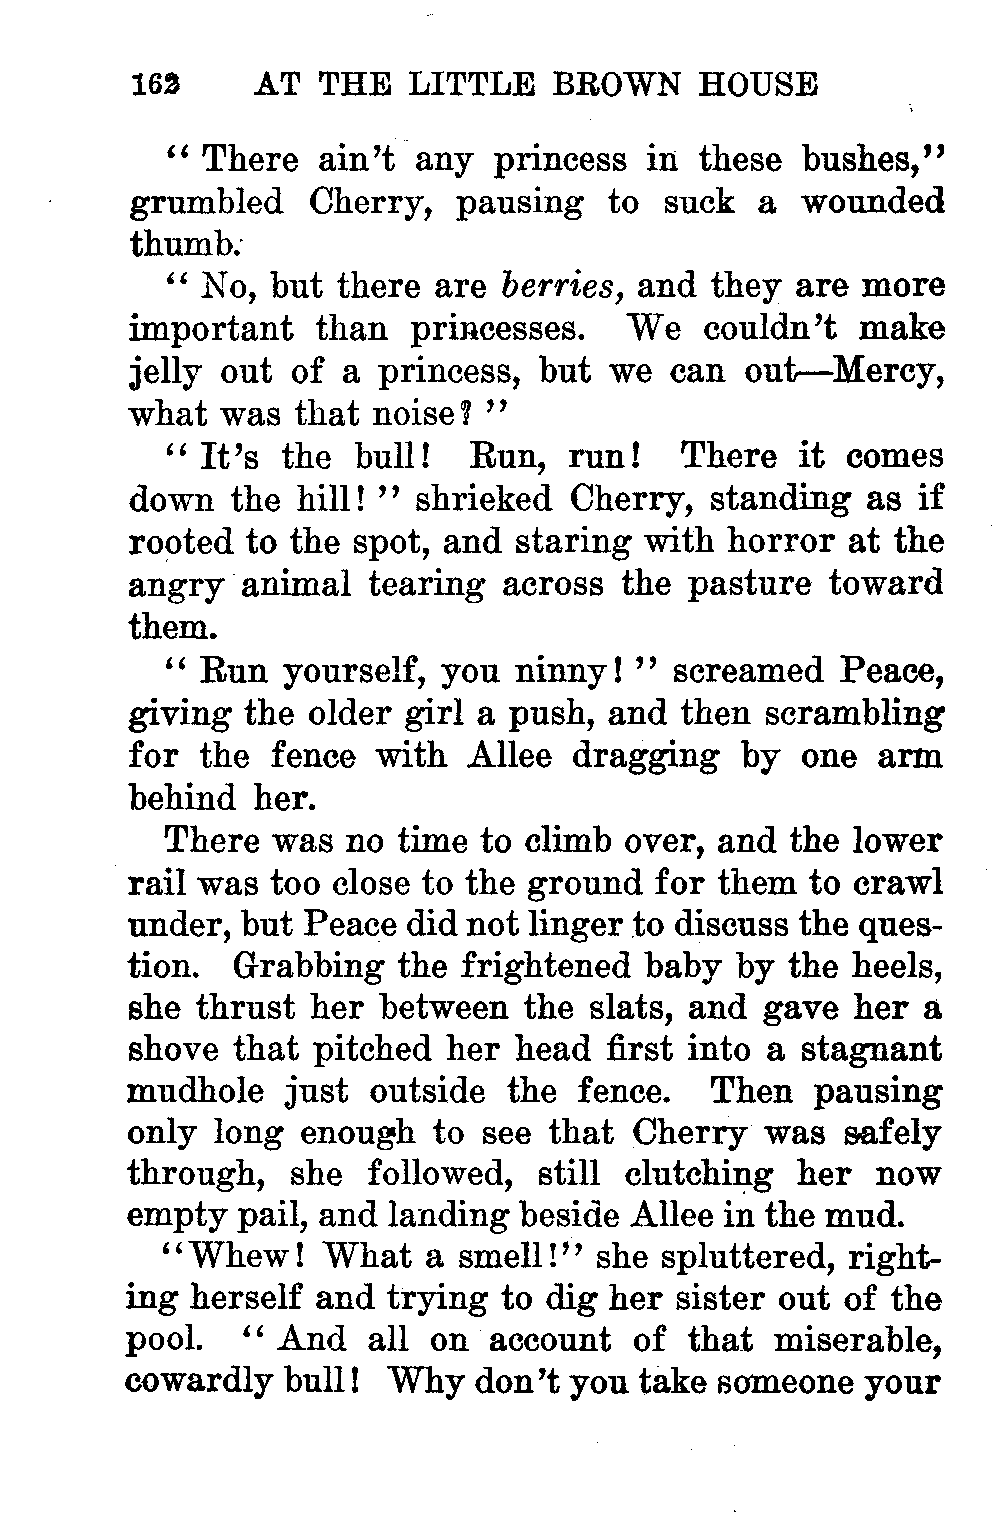 162 AT THE LITTLE BROWN HOUSE
“ There ain’t any princess in these bushes,”
grumbled Cherry, pausing to suck a wounded
thumb.
“ No, but there are berries, and they are more
important than princesses. We couldn’t make
jelly out of a princess, but we can out—Mercy,
what was that noise? ”
“ It’s the bull! Run, run! There it comes
down the hill! ” shrieked Cherry, standing as if
rooted to the spot, and staring with horror at the
angry animal tearing across the pasture toward
them.
“ Run yourself, you ninny! ” screamed Peace,
giving the older girl a push, and then scrambling
for the fence with Allee dragging by one arm
behind her.
There was no time to climb over, and the lower
rail was too close to the ground for them to crawl
under, but Peace did not linger to discuss the ques-
tion. Grabbing the frightened baby by the heels,
she thrust her between the slats, and gave her a
shove that pitched her head first into a stagnant
mudhole just outside the fence. Then pausing
only long enough to see that Cherry was safely
through, she followed, still clutching her now
empty pail, and landing beside Allee in the mud.
“Whew! What a smell!” she spluttered, right-
ing herself and trying to dig her sister out of the
pool. “ And all on account of that miserable,
cowardly bull! Why don’t you take someone your